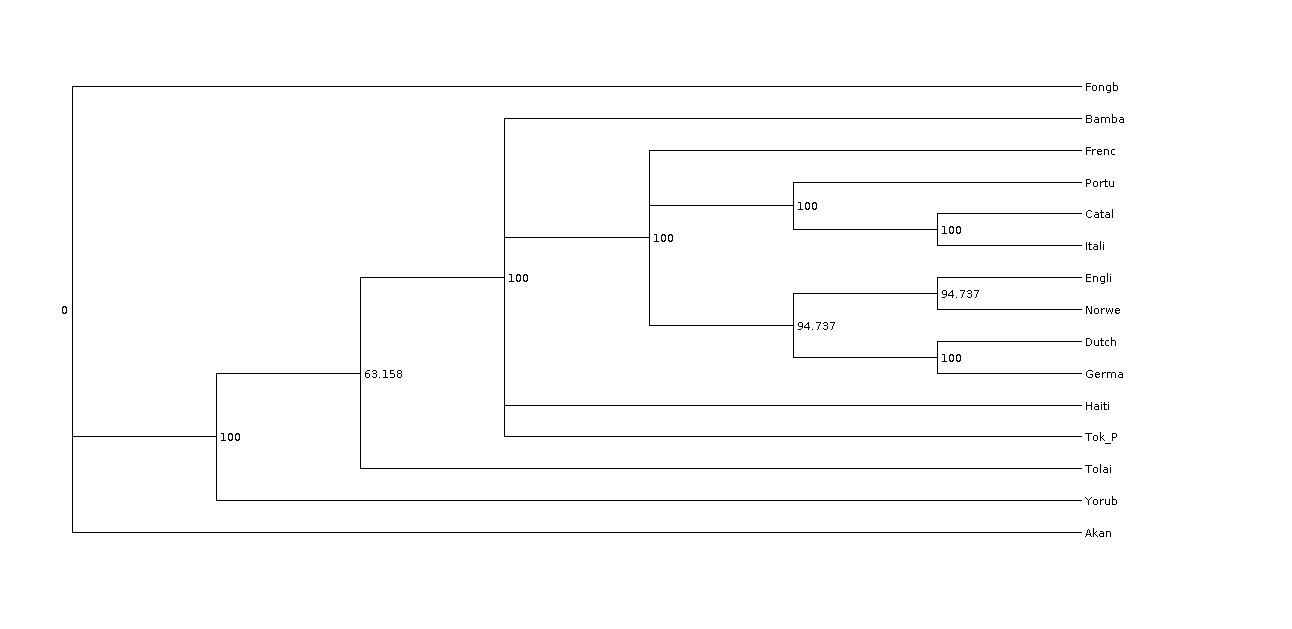 Fongb
Bamba
Frenc
Portu
100
Catal
100
Itali
100
Engli
100
94.737
Norwe
0
94.737
Dutch
100
Germa
63.158
Haiti
Tok_P
100
Tolai
Yorub
Akan